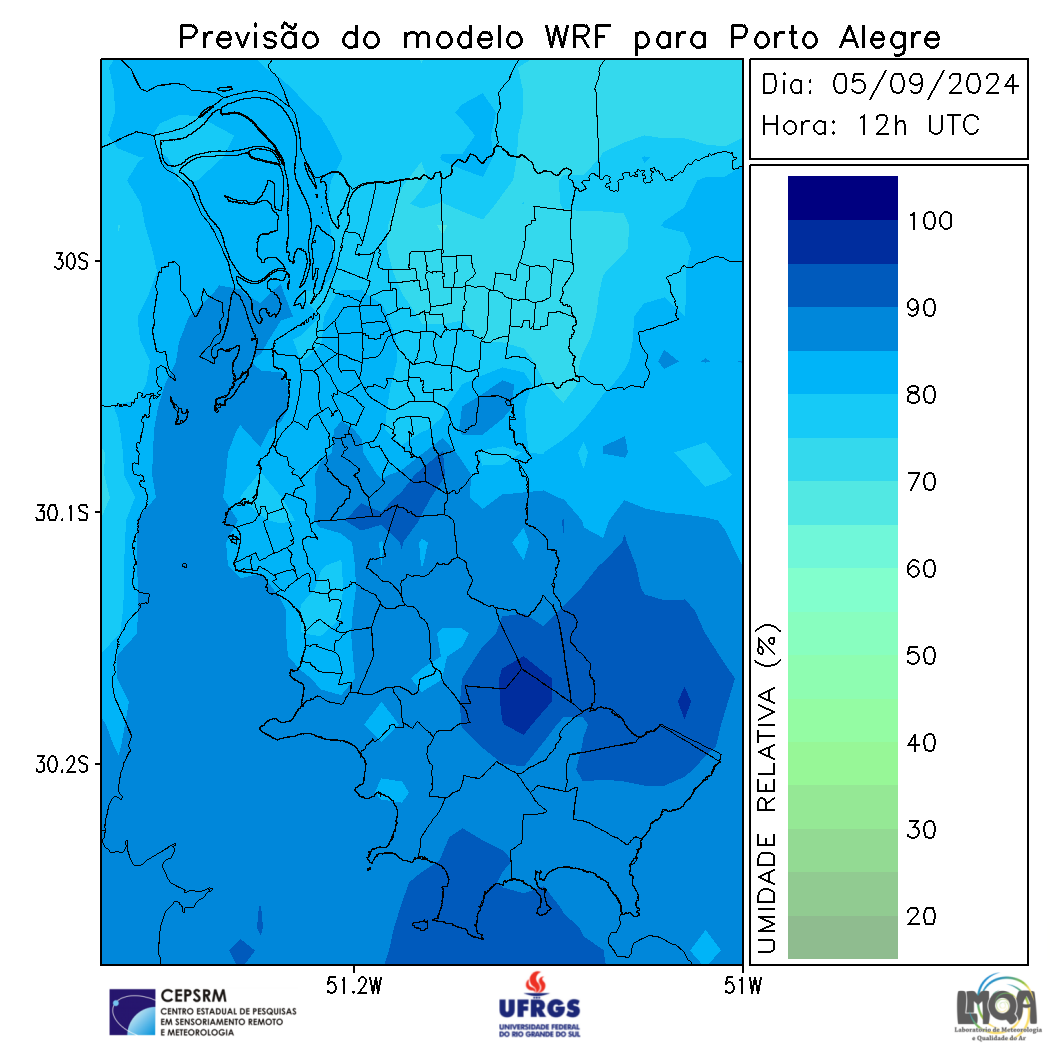 Previsão do modelo WRF para Porto Alegre
Dia: 05/09/2024
Hora: 12h UTC
30S
30.1S
30.2S
51.2W
51W
UMIDADE RELATIVA (%)
100
90
80
70
60
50
40
30
20
CEPSRM
CENTRO ESTADUAL DE PESQUISAS
EM SENSORIAMENTO REMOTO
E METEOROLOGIA
UFRGS
UNIVERSIDADE FEDERAL
DO RIO GRANDE DO SUL
LMQA
Laboratório de Meteorologia
e Qualidade do Ar